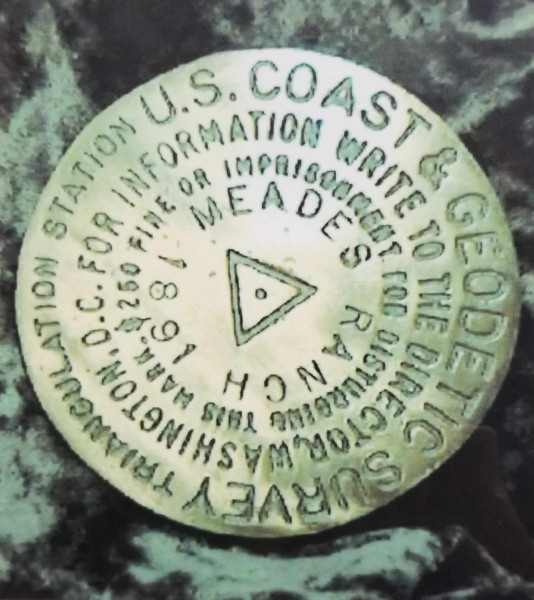 U.S. COAST & GEODETIC SURVEY
TRIANGULATION STATION
FOR INFORMATION WRITE TO THE DIRECTOR, WASHINGTON, D.C.
$250 FINE OR IMPRISONMENT FOR DISTURBING THIS MARK.
MEADES RANCH
1891